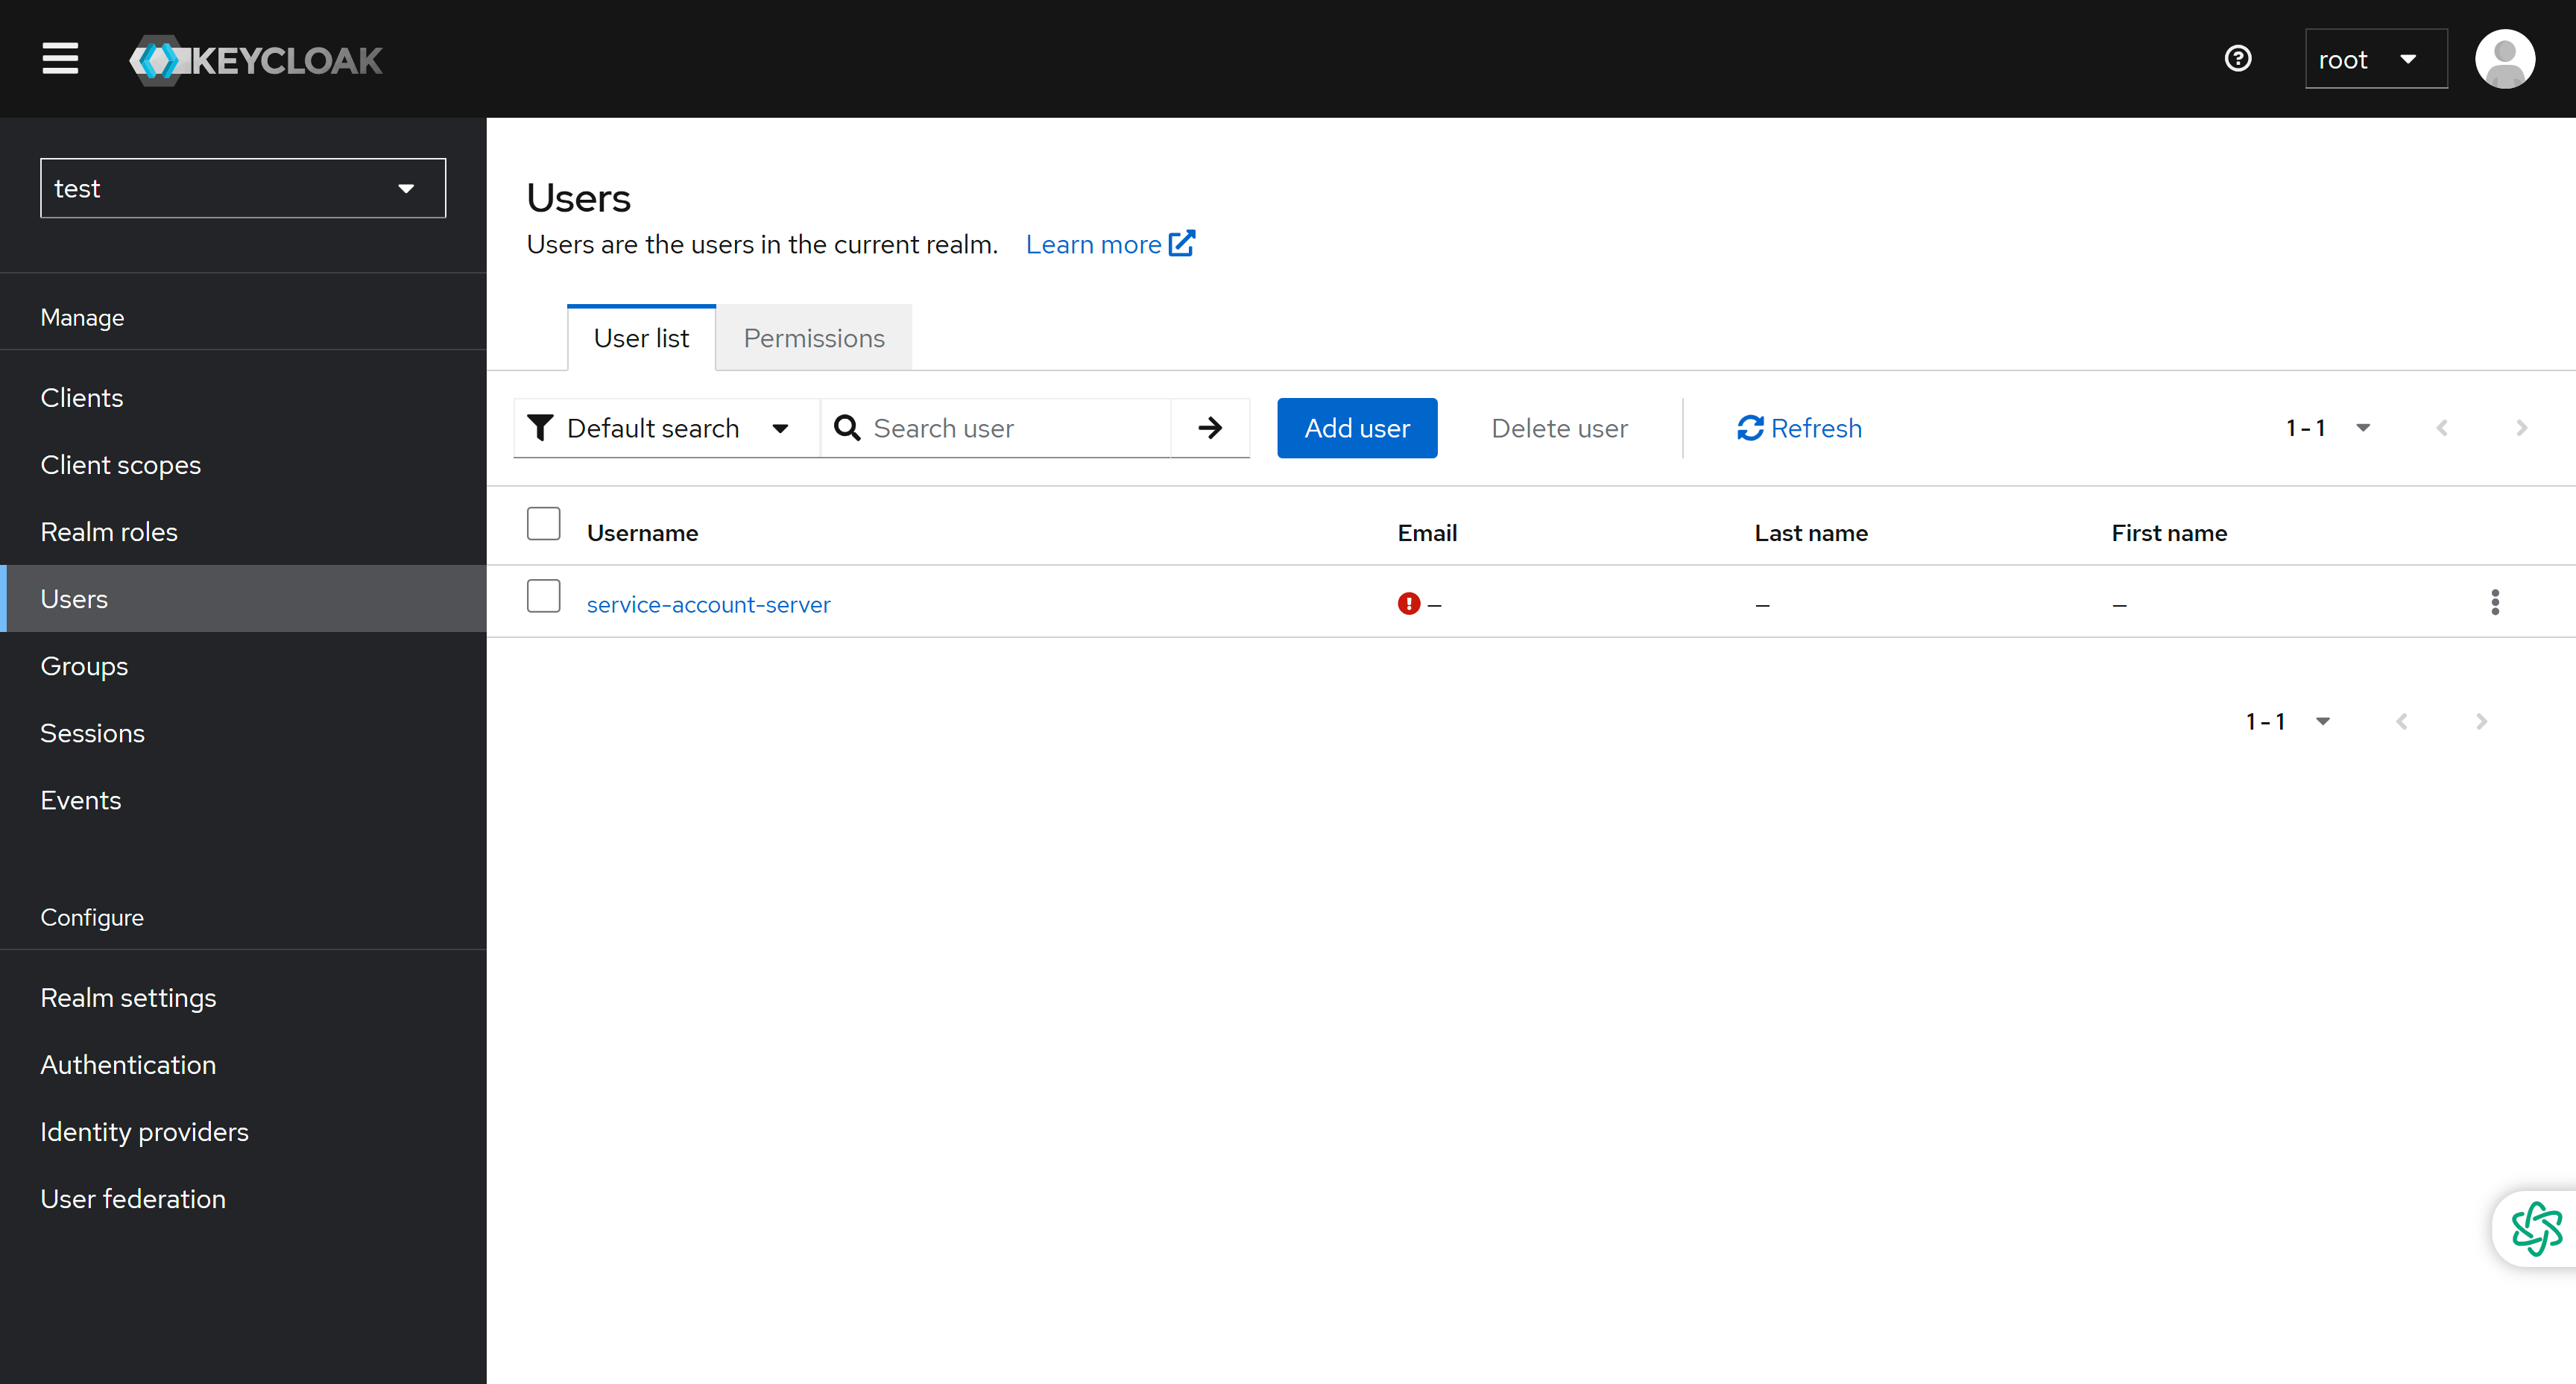 KEYCLOAK
root
test
Manage
Clients
Client scopes
Realm roles
Users
Groups
Sessions
Events
Configure
Realm settings
Authentication
Identity providers
User federation
Users
Users are the users in the current realm. Learn more
User list Permissions
Default search Search user Add user Delete user Refresh 1 - 1
Username Email Last name First name
service-account-server – – –
1 - 1